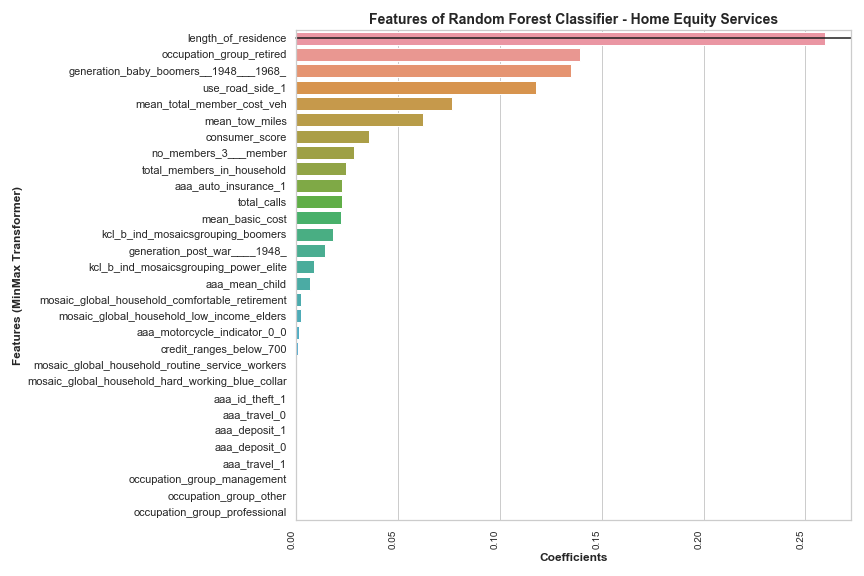 Features of Random Forest Classifier - Home Equity Services
length_of_residence
occupation_group_retired
generation_baby_boomers__1948___1968_
use_road_side_1
mean_total_member_cost_veh
mean_tow_miles
consumer_score
no_members_3___member
total_members_in_household
aaa_auto_insurance_1
total_calls
mean_basic_cost
kcl_b_ind_mosaicsgrouping_boomers
generation_post_war____1948_
kcl_b_ind_mosaicsgrouping_power_elite
aaa_mean_child
mosaic_global_household_comfortable_retirement
mosaic_global_household_low_income_elders
aaa_motorcycle_indicator_0_0
credit_ranges_below_700
mosaic_global_household_routine_service_workers
mosaic_global_household_hard_working_blue_collar
aaa_id_theft_1
aaa_travel_0
aaa_deposit_1
aaa_deposit_0
aaa_travel_1
occupation_group_management
occupation_group_other
occupation_group_professional
Features (MinMax Transformer)
0.00
0.05
0.10
0.15
0.20
0.25
Coefficients